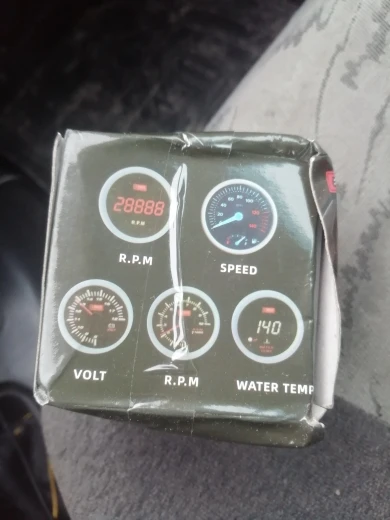 28888
R.P.M
R.P.M
SPEED
140
VOLT
R.P.M
WATER TEMP